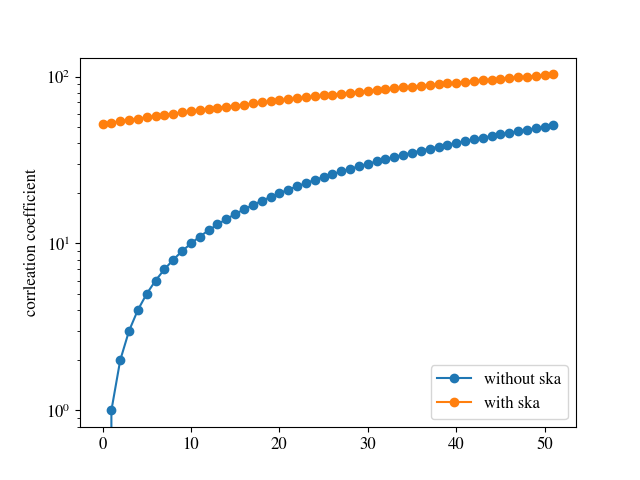 10²
10¹
10⁰
corrleation coefficient
0 10 20 30 40 50
without ska
with ska